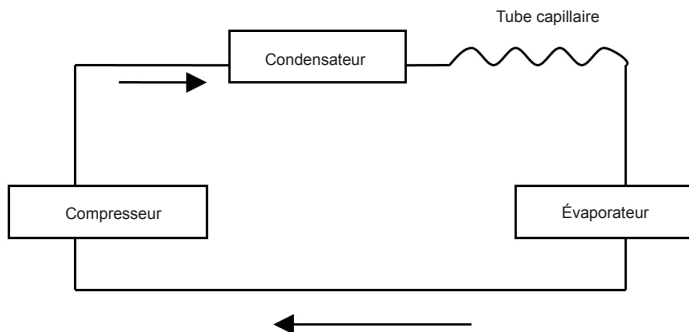 Tube capillaire
Condensateur
Compresseur
Évaporateur